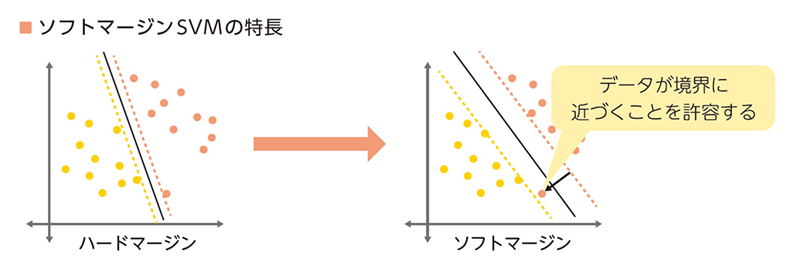 ソフトマージンSVMの特長
データが境界に
近づくことを許容する
ハードマージン
ソフトマージン